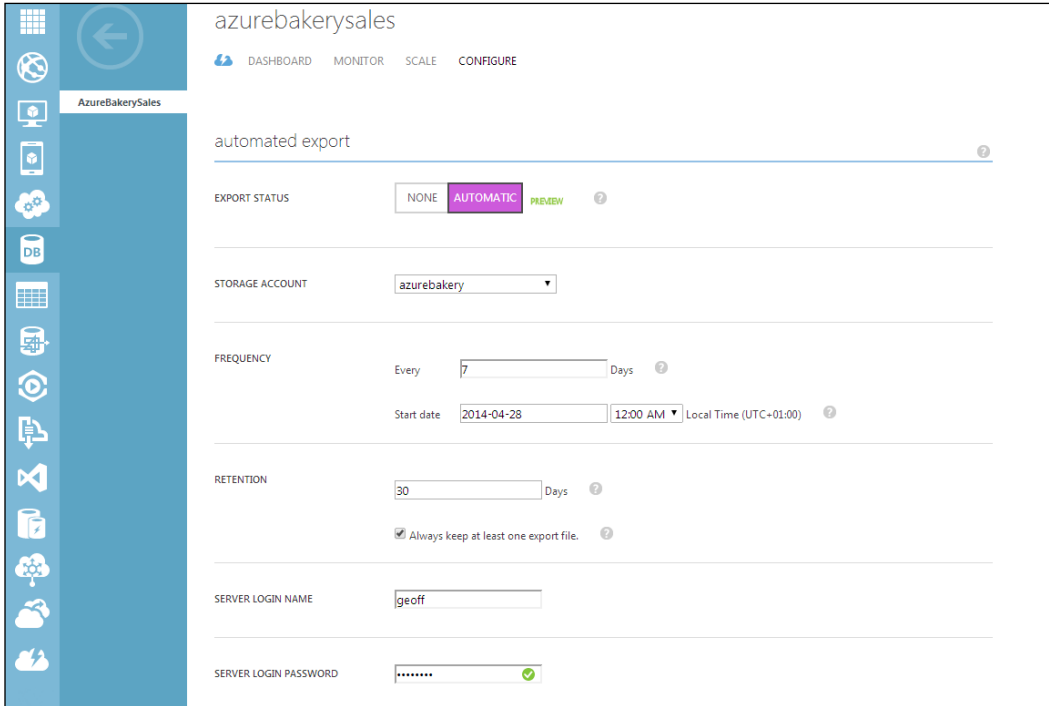 azurebakerysales
DASHBOARD MONITOR SCALE CONFIGURE
AzureBakerySales
automated export
?
EXPORT STATUS NONE AUTOMATIC PREVIEW ?
DB
STORAGE ACCOUNT azurebakery
FREQUENCY
Every 7 Days ?
Start date 2014-04-28 12:00 AM Local Time (UTC+01:00) ?
RETENTION
30 Days ?
Always keep at least one export file. ?
SERVER LOGIN NAME geoff
SERVER LOGIN PASSWORD ••••••••